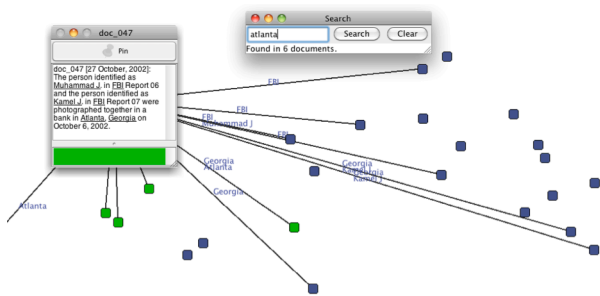 Search
atlanta
Search
Clear
Found in 6 documents.
doc_047
Pin
doc_047 [27 October, 2002]:
The person identified as
Muhammad J. in FBI Report 06
and the person identified as
Kamel J. in FBI Report 07 were
photographed together in a
bank in Atlanta, Georgia on
October 6, 2002.
FBI
FBI
FBI
Muhammad J
FBI
Georgia
Atlanta
Georgia
Kamel J
Georgia
Kamel J
Georgia
Atlanta